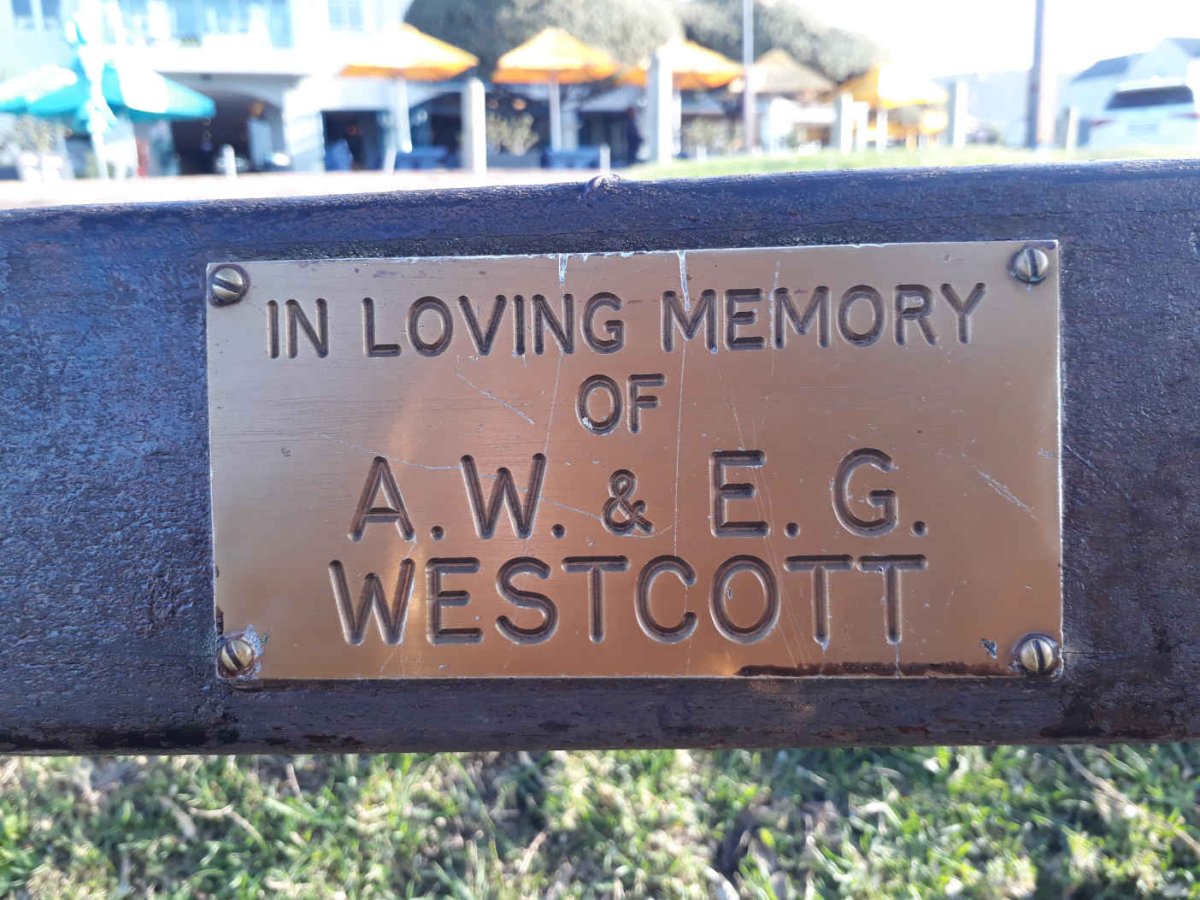 IN LOVING MEMORY
OF
A.W. & E.G.
WESTCOTT